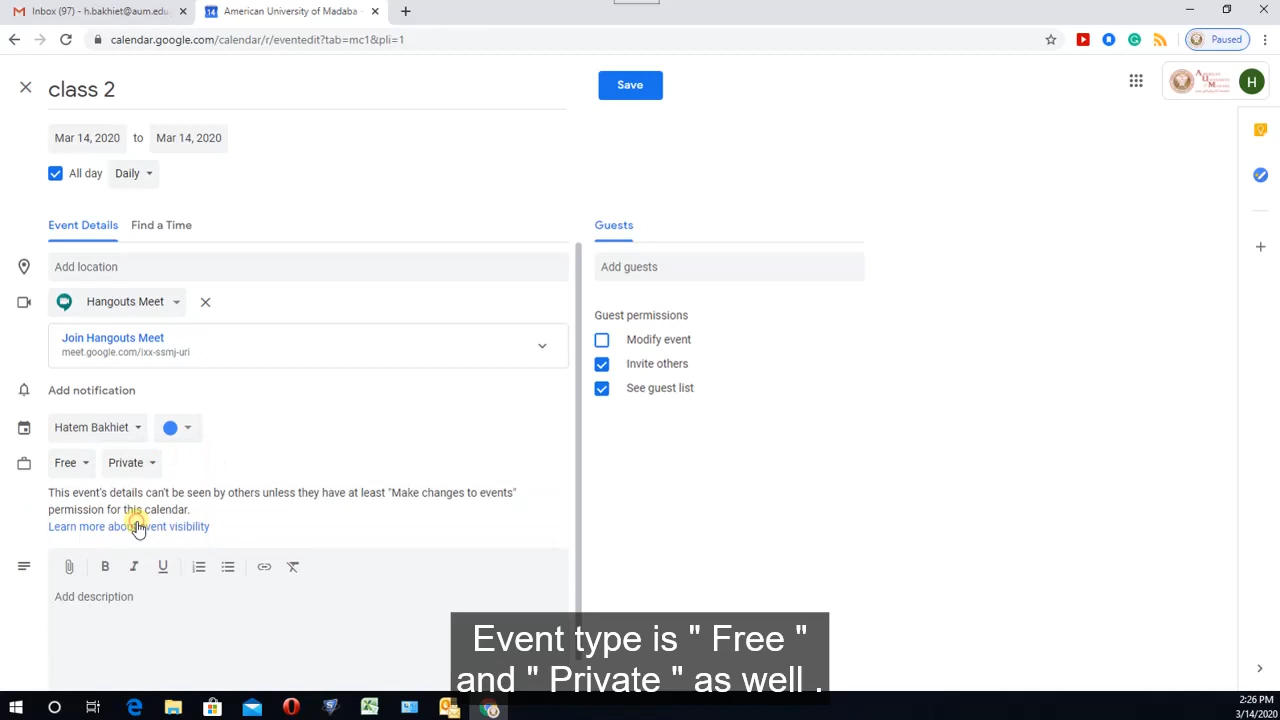 Inbox (97) - h.bakhiet@aum.edu
American University of Madaba
calendar.google.com/calendar/r/eventedit?tab=mc1&pli=1
Paused
class 2
Save
H
Mar 14, 2020 to Mar 14, 2020
All day Daily
Event Details Find a Time
Guests
Add location
Add guests
Hangouts Meet
Guest permissions
Join Hangouts Meet
meet.google.com/ixx-ssmj-uri
Modify event
Invite others
See guest list
Add notification
Hatem Bakhiet
Free Private
This event's details can't be seen by others unless they have at least "Make changes to events"
permission for this calendar.
Learn more about event visibility
B I U
Add description
Event type is " Free "
and " Private " as well .
2:26 PM
3/14/2020